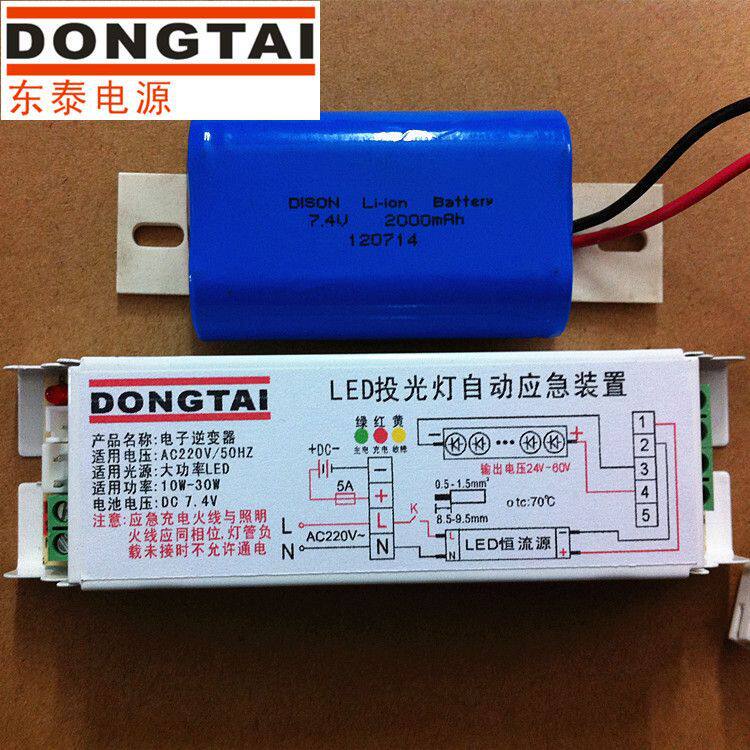 DONGTAI
东泰电源
DISON Li-ion Battery
7.4V 2000mAh
120714
DONGTAI
LED投光灯自动应急装置
产品名称:电子逆变器
适用电压:AC220V/50HZ
适用光源:大功率LED
适用功率:10W-30W
电池电压:DC 7.4V
注意:应急充电火线与照明
火线应同相位,灯管负
载未接时不允许通电
绿 红 黄
主电 充电 故障
+DC-
5A
L
N
AC220V~
−
+
L
N
K
− +
输出电压24V-60V
0.5-1.5mm²
8.5-9.5mm
tc:70℃
L
N
LED恒流源
−
+
1
2
3
4
5